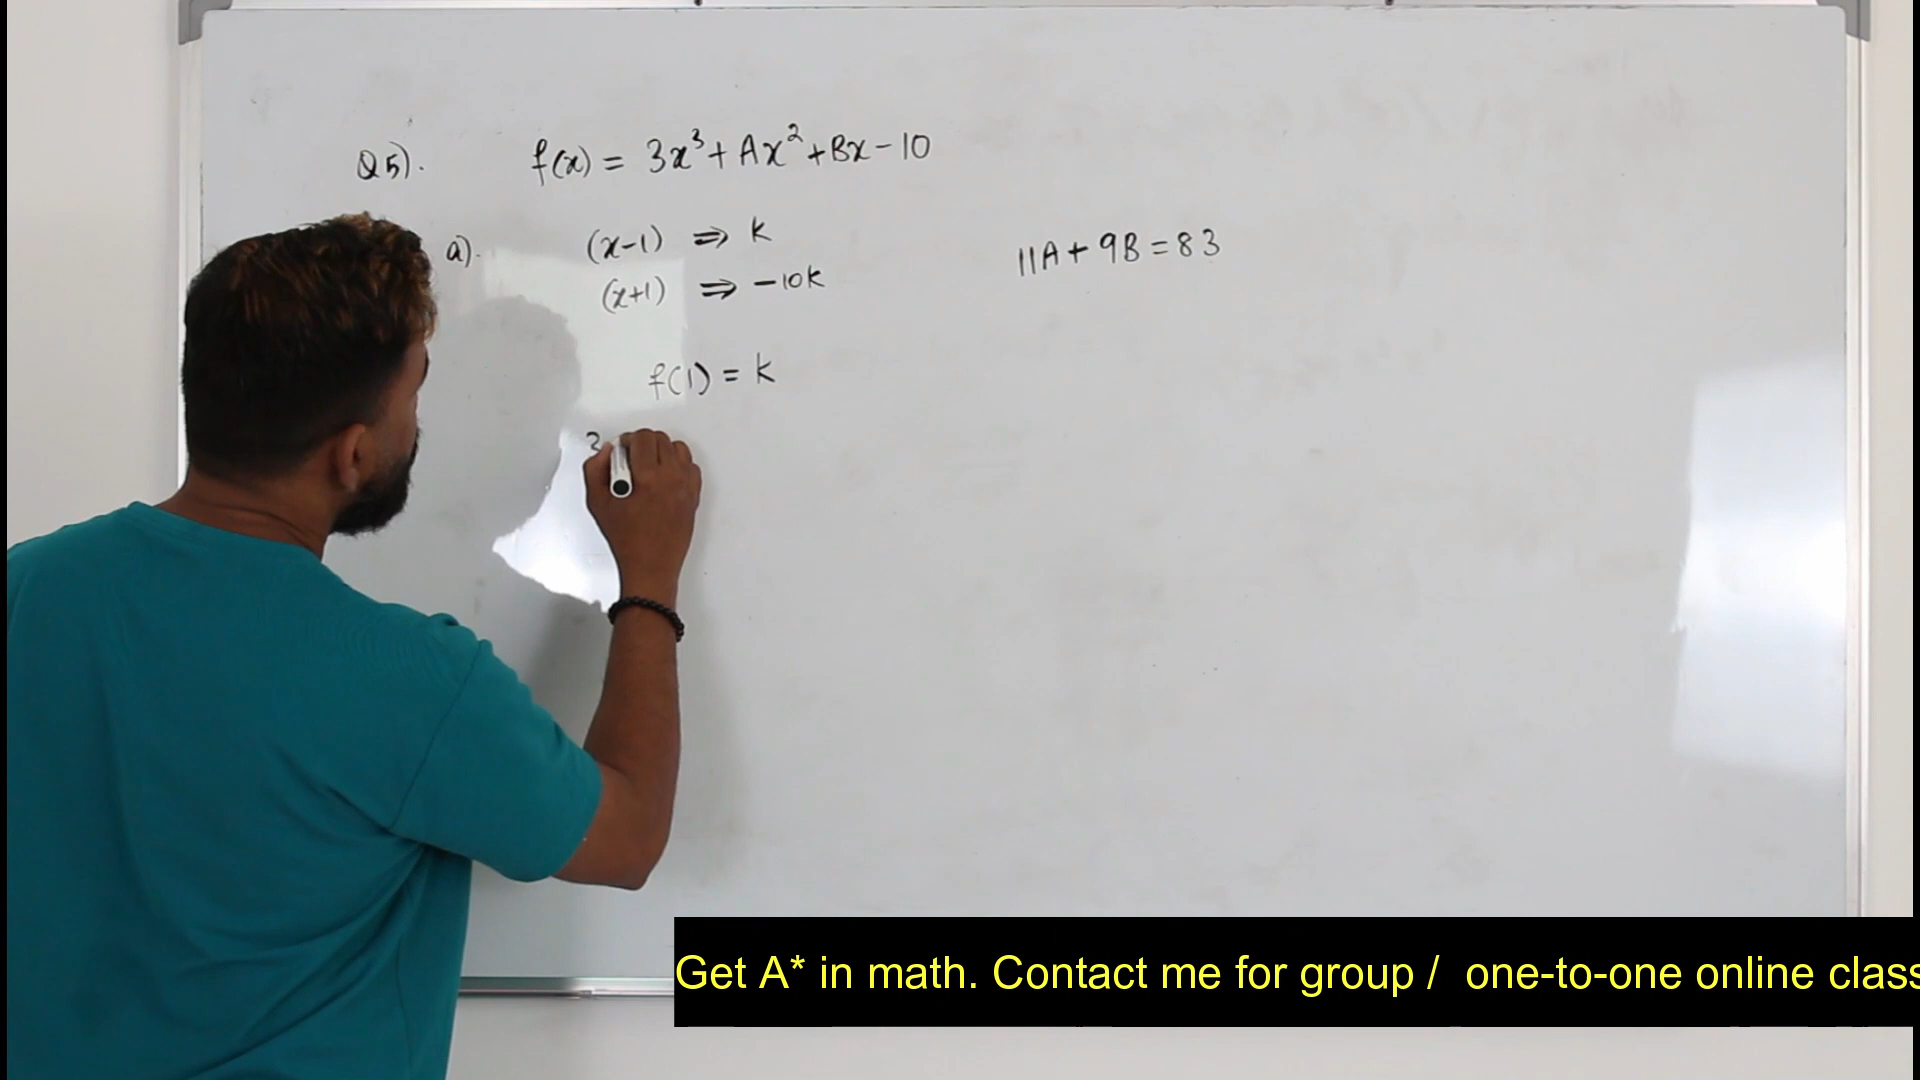 Q5). f(x) = 3x³ + Ax² + Bx - 10
a). (x-1) ⇒ k
(x+1) ⇒ -10k
11A + 9B = 83
f(1) = k
3
Get A* in math. Contact me for group / one-to-one online class